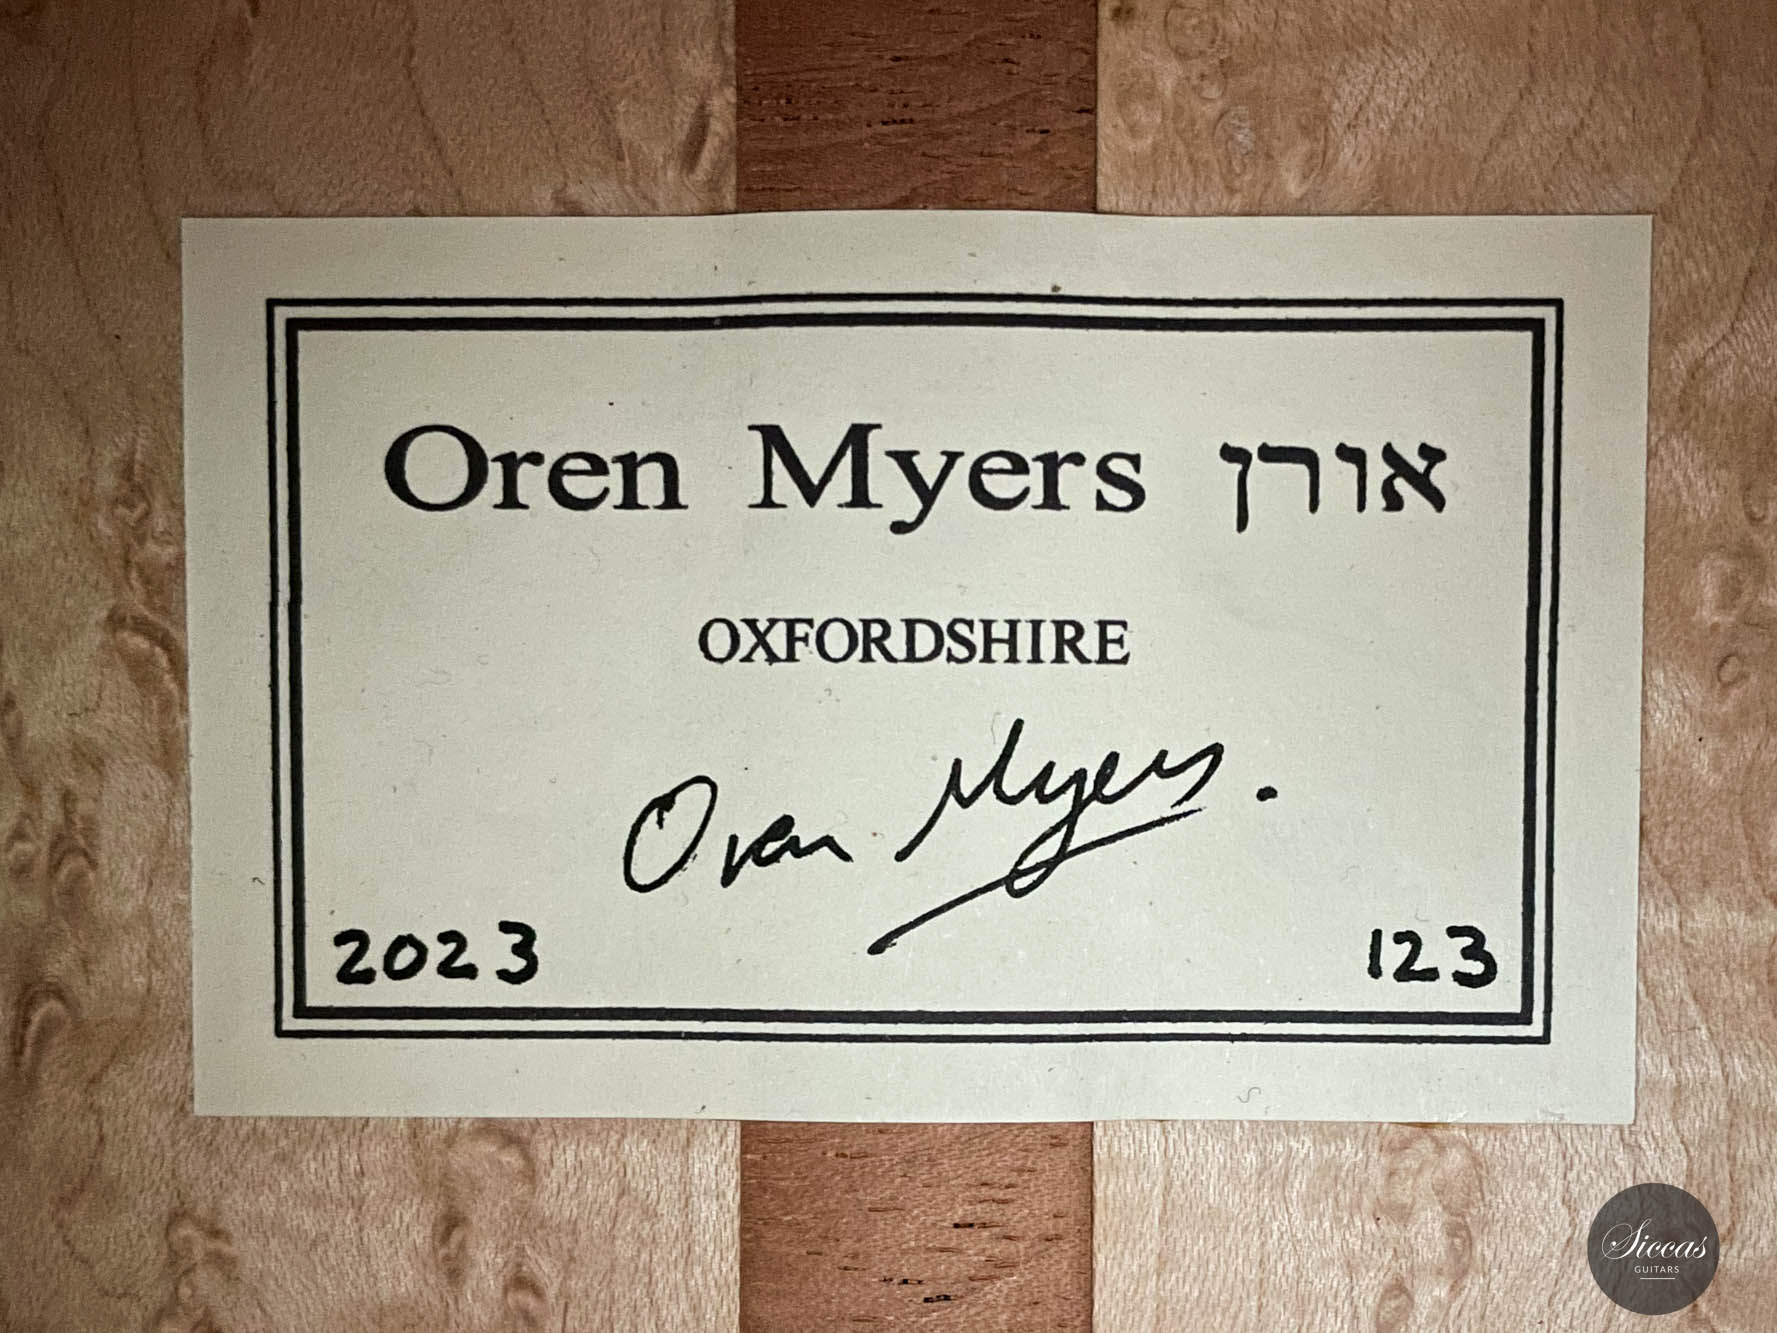 Oren Myers אורן
OXFORDSHIRE
Oren Myers.
2023 123
Siccas
GUITARS